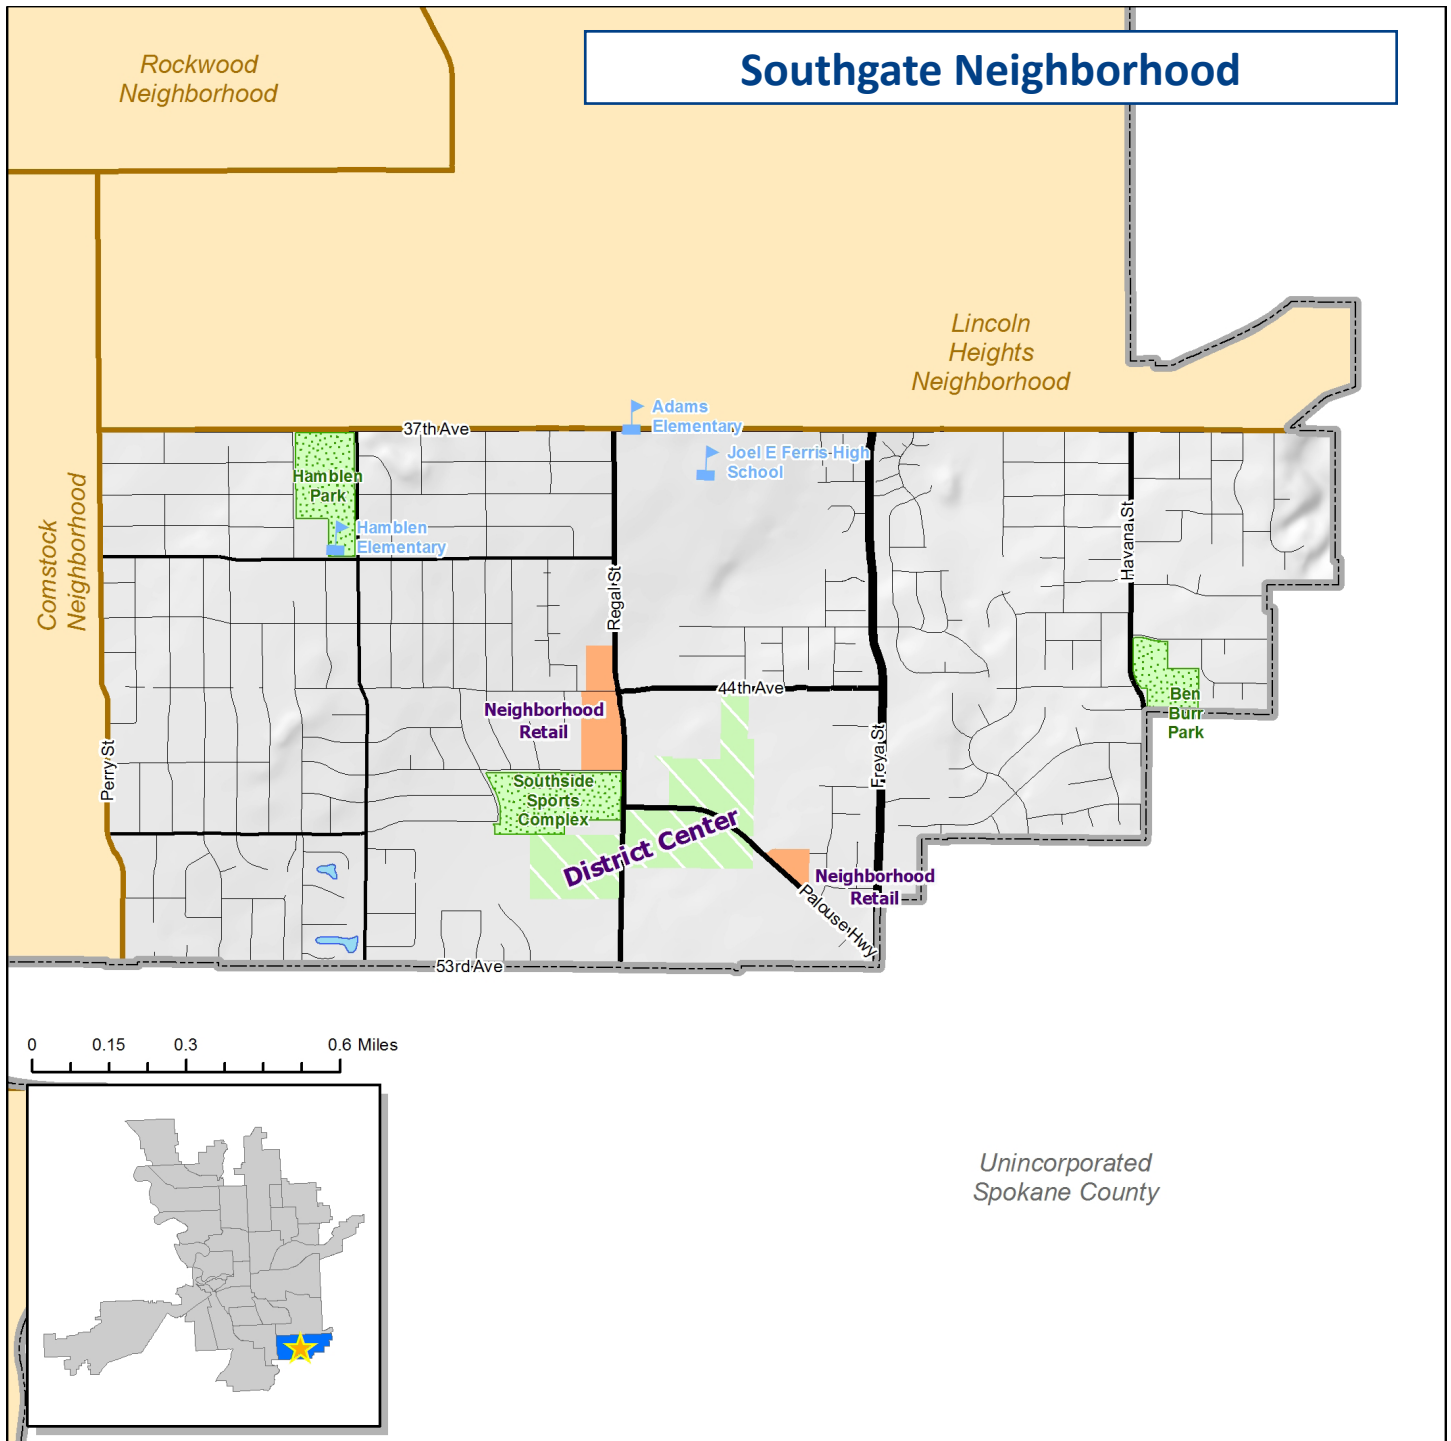 Southgate Neighborhood
Rockwood
Neighborhood
Lincoln
Heights
Neighborhood
Adams
Elementary
37th Ave
Joel E Ferris High
School
Hamblen
Park
Hamblen
Elementary
Comstock
Neighborhood
Havana St
Regal St
44th Ave
Neighborhood
Retail
Ben
Burr
Park
Perry St
Freya St
Southside
Sports
Complex
District Center
Neighborhood
Retail
Palouse Hwy
53rd Ave
0 0.15 0.3 0.6 Miles
Unincorporated
Spokane County